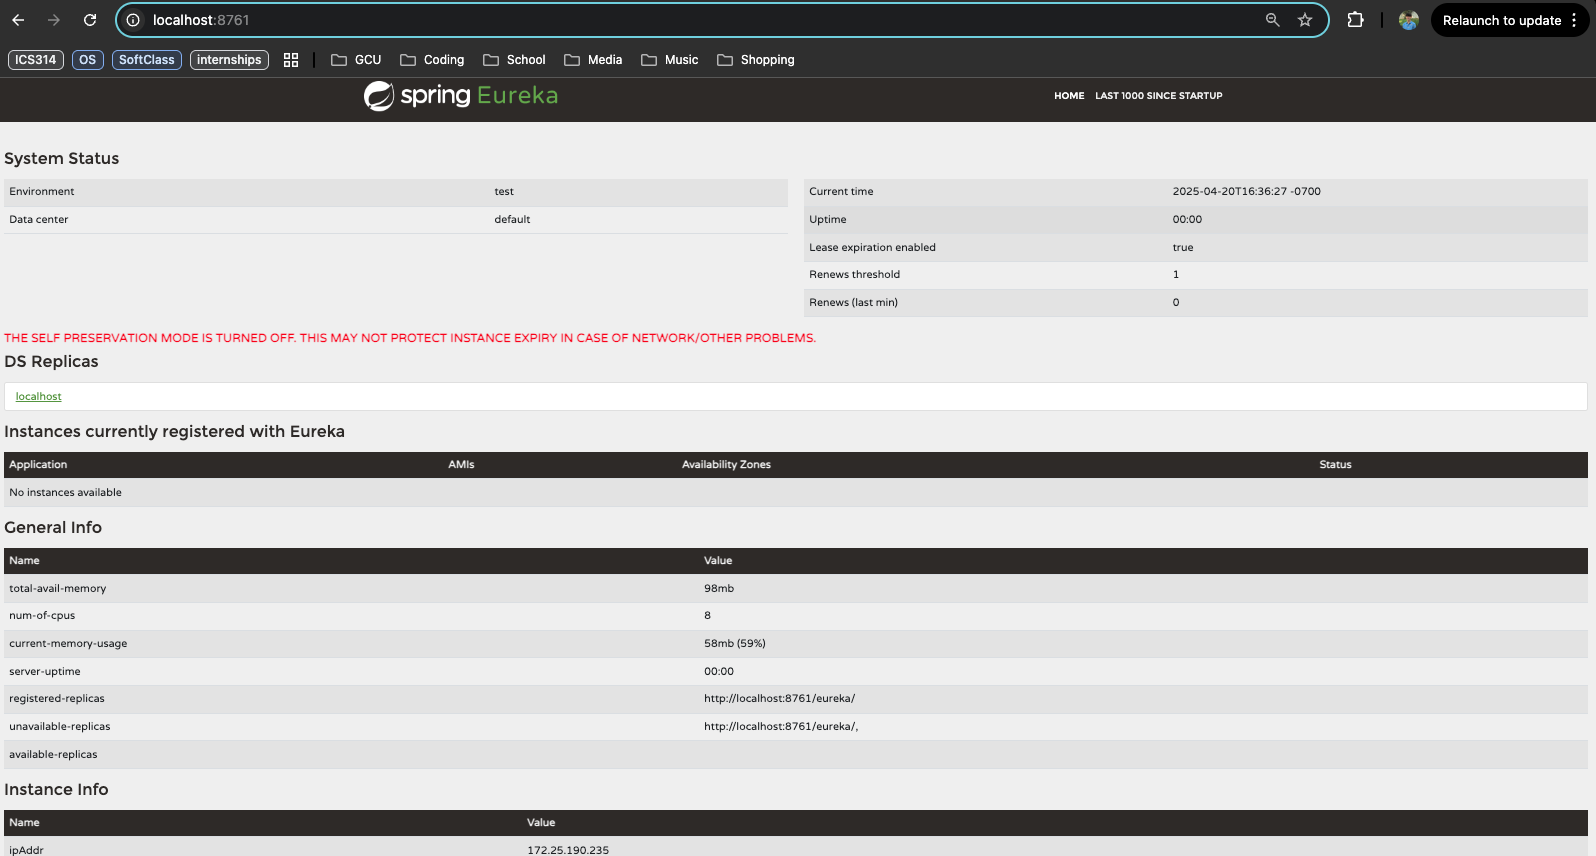 localhost:8761
Relaunch to update
ICS314 OS SoftClass internships GCU Coding School Media Music Shopping
spring Eureka
HOME LAST 1000 SINCE STARTUP
System Status
Environment test
Data center default
Current time 2025-04-20T16:36:27 -0700
Uptime 00:00
Lease expiration enabled true
Renews threshold 1
Renews (last min) 0
THE SELF PRESERVATION MODE IS TURNED OFF. THIS MAY NOT PROTECT INSTANCE EXPIRY IN CASE OF NETWORK/OTHER PROBLEMS.
DS Replicas
localhost
Instances currently registered with Eureka
Application AMIs Availability Zones Status
No instances available
General Info
Name Value
total-avail-memory 98mb
num-of-cpus 8
current-memory-usage 58mb (59%)
server-uptime 00:00
registered-replicas http://localhost:8761/eureka/
unavailable-replicas http://localhost:8761/eureka/,
available-replicas
Instance Info
Name Value
ipAddr 172.25.190.235